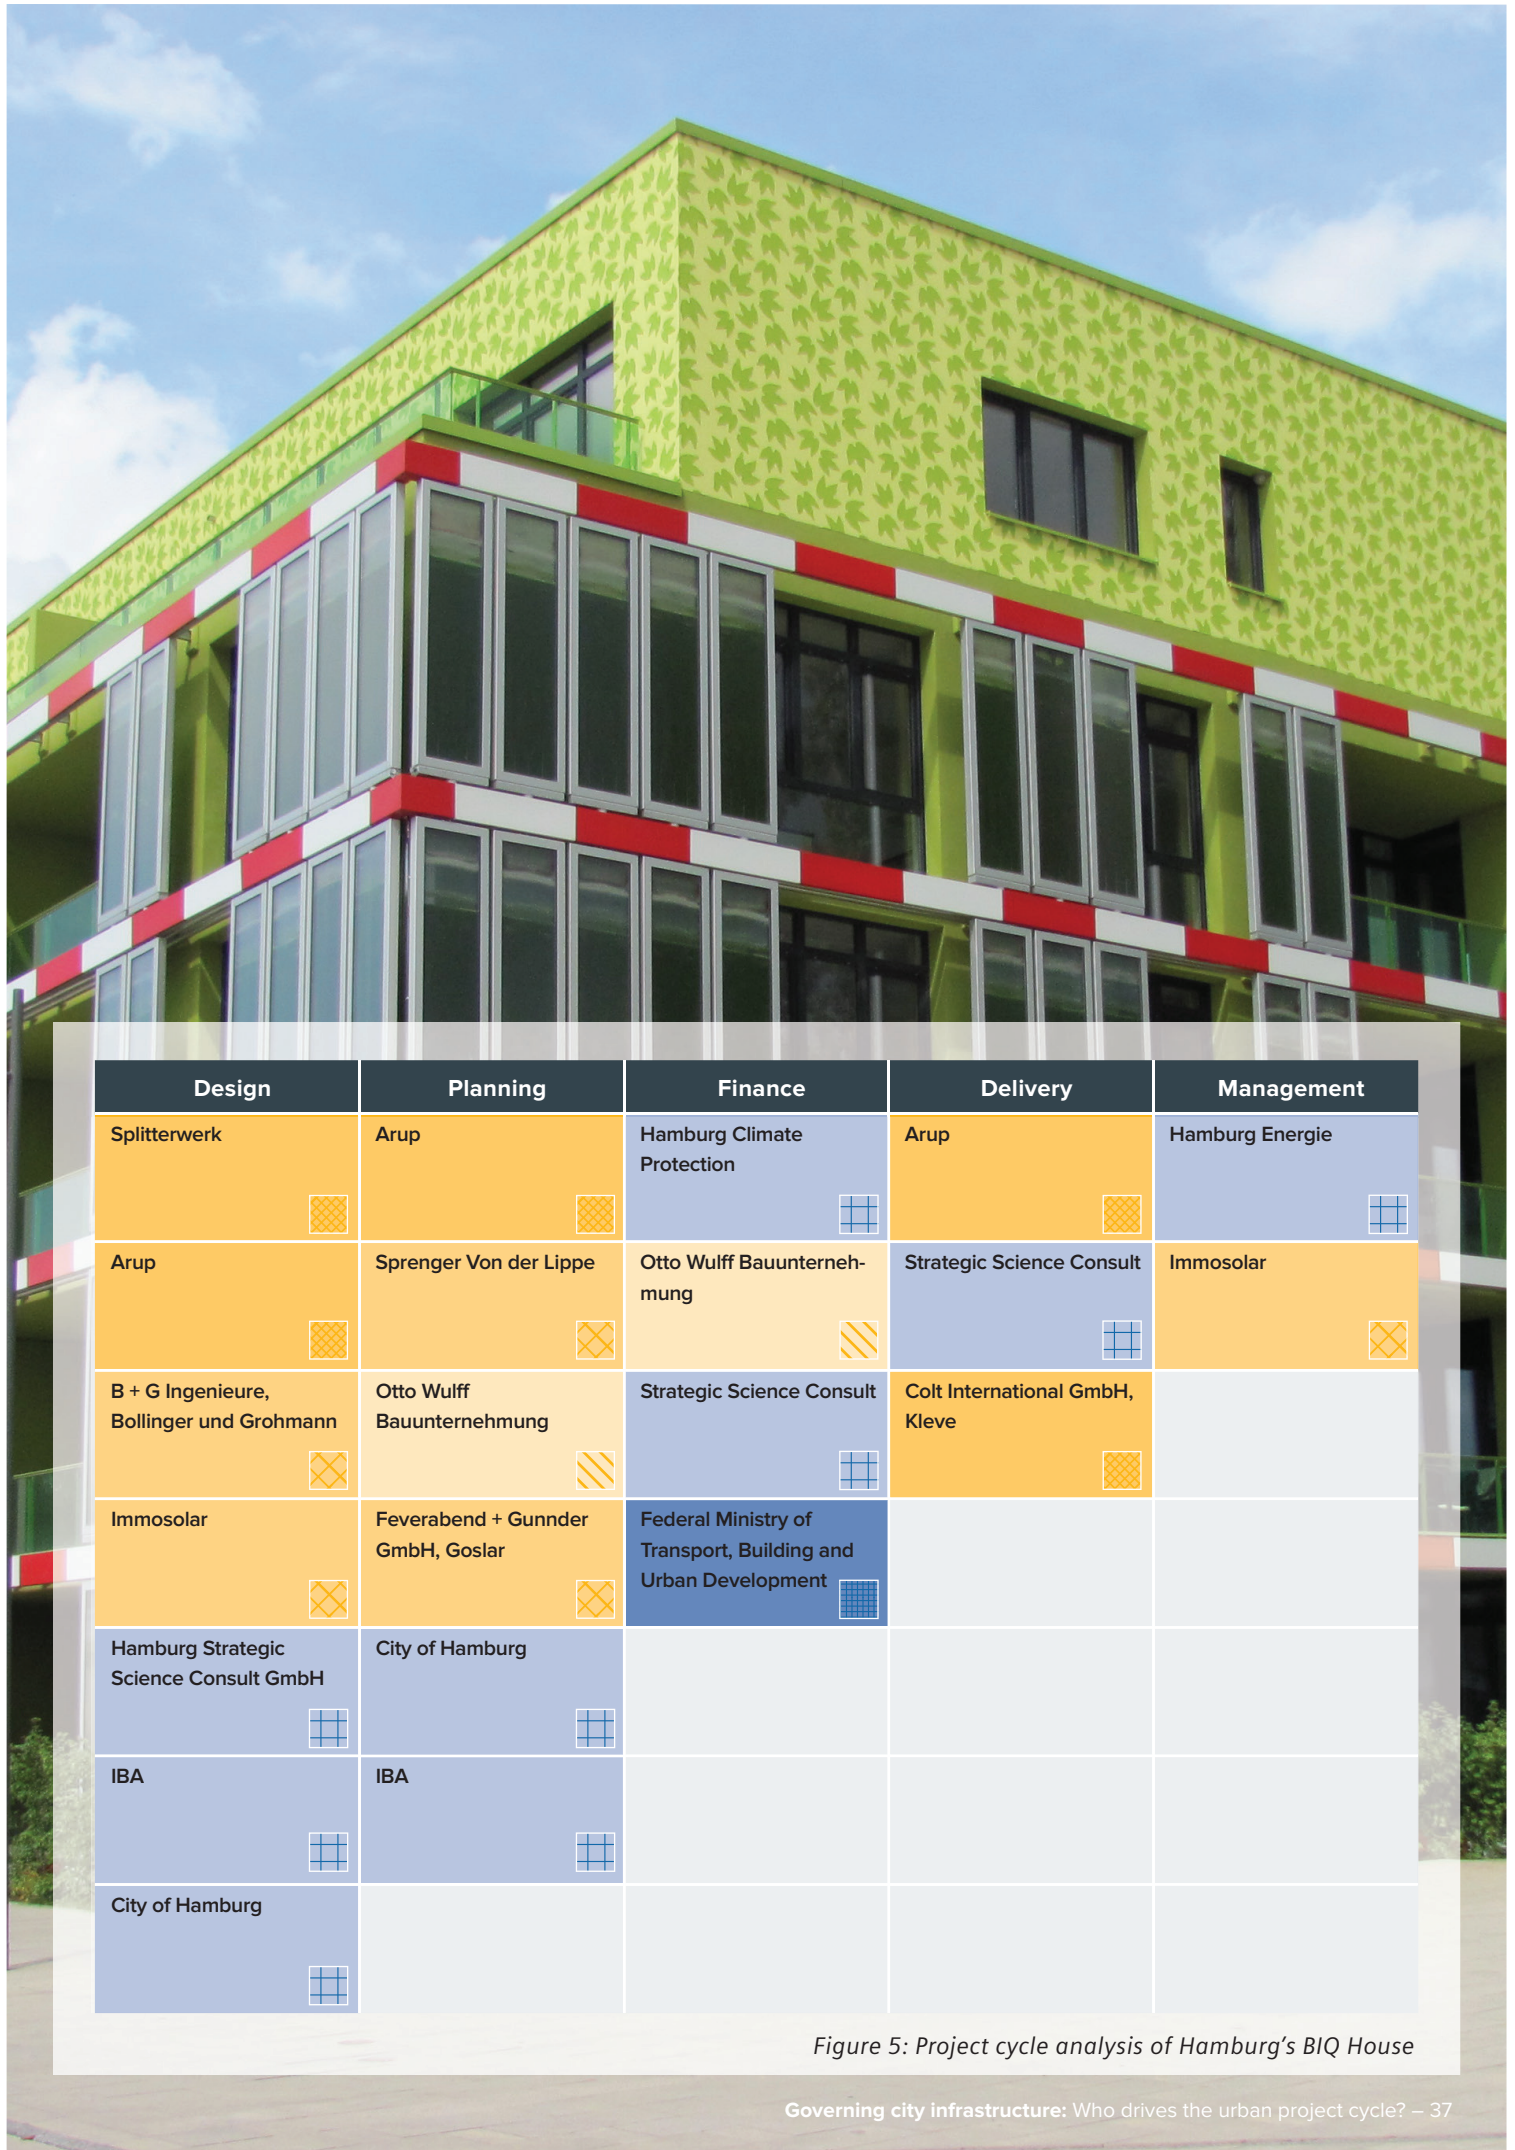 Design
Planning
Finance
Delivery
Management
Splitterwerk
Arup
Hamburg Climate
Protection
Arup
Hamburg Energie
Arup
Sprenger Von der Lippe
Otto Wulff Bauunterneh-
mung
Strategic Science Consult
Immosolar
B + G Ingenieure,
Bollinger und Grohmann
Otto Wulff
Bauunternehmung
Strategic Science Consult
Colt International GmbH,
Kleve
Immosolar
Feverabend + Gunnder
GmbH, Goslar
Federal Ministry of
Transport, Building and
Urban Development
Hamburg Strategic
Science Consult GmbH
City of Hamburg
IBA
IBA
City of Hamburg
Figure 5: Project cycle analysis of Hamburg’s BIQ House
Governing city infrastructure: Who drives the urban project cycle? – 37